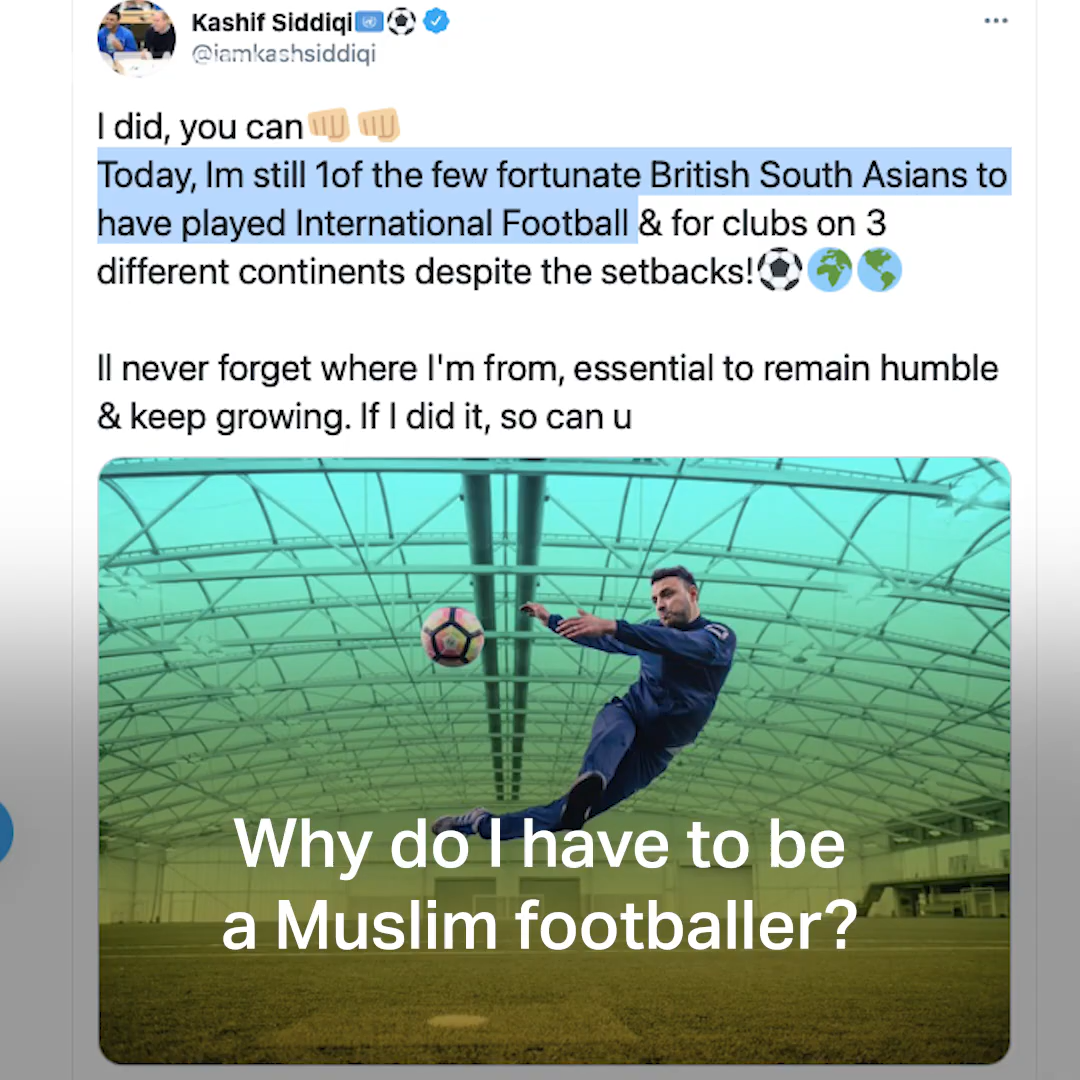 Kashif Siddiqi🇺🇳⚽
@iamkashsiddiqi
I did, you can👊🏼👊🏼
Today, Im still 1of the few fortunate British South Asians to
have played International Football & for clubs on 3
different continents despite the setbacks!⚽🌍🌎
Il never forget where I'm from, essential to remain humble
& keep growing. If I did it, so can u
Why do I have to be
a Muslim footballer?